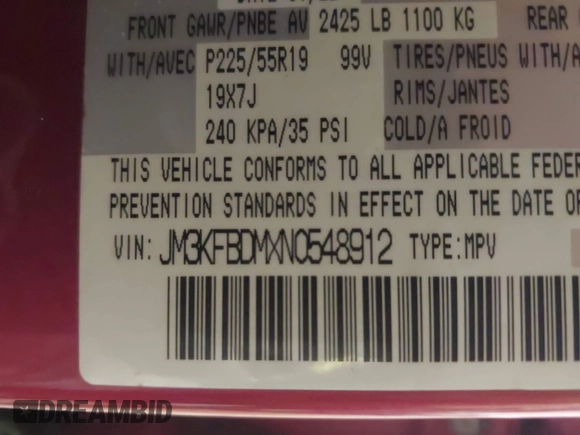 FRONT GAWR/PNBE AV 2425 LB 1100 KG REAR
WITH/AVEC P225/55R19 99V TIRES/PNEUS WITH/A
19X7J RIMS/JANTES
240 KPA/35 PSI COLD/A FROID
THIS VEHICLE CONFORMS TO ALL APPLICABLE FEDER
PREVENTION STANDARDS IN EFFECT ON THE DATE O
VIN: JM3KFBDMXN0548912 TYPE:MPV
DREAMBID